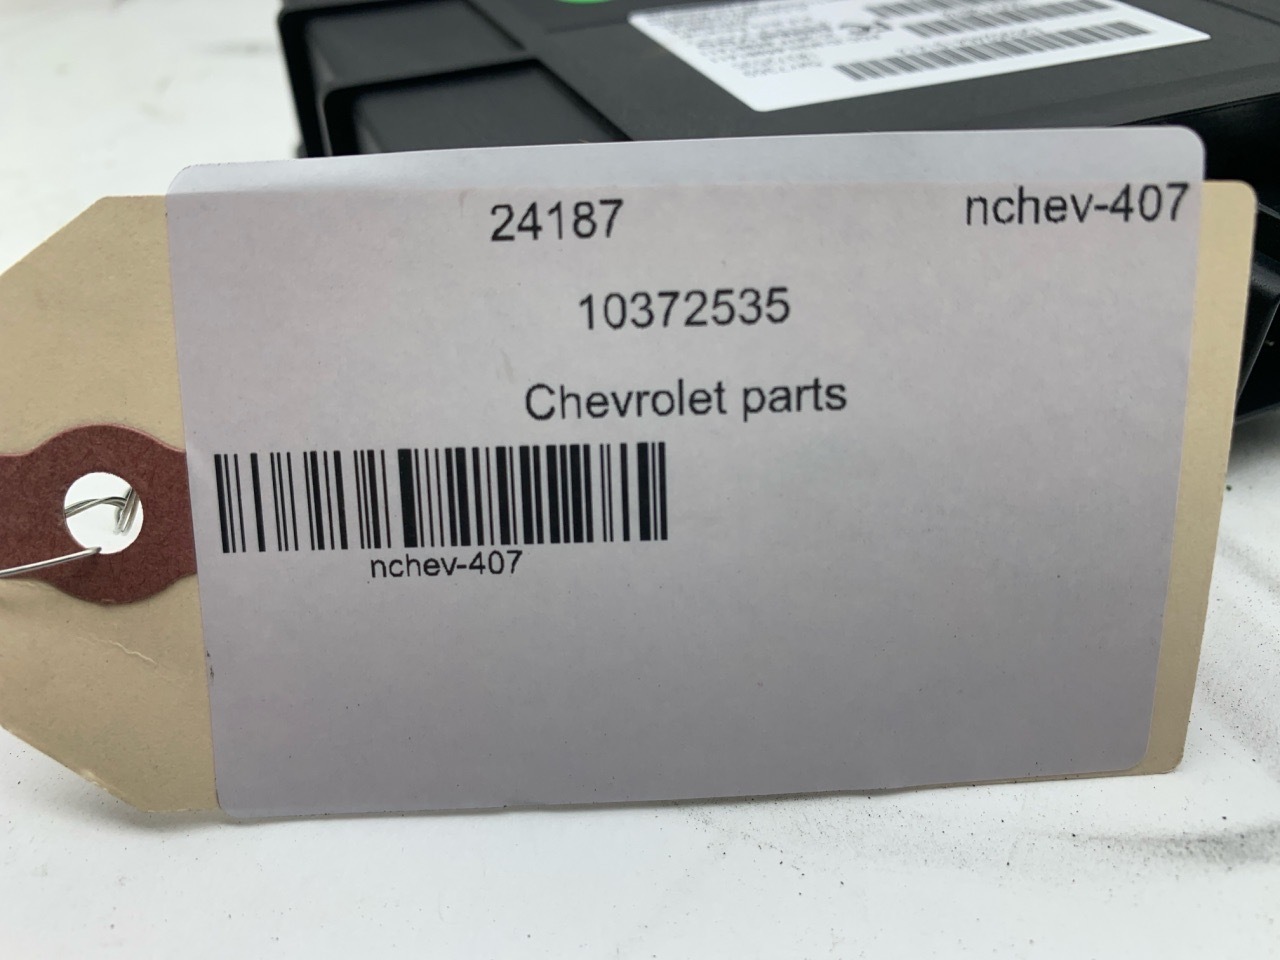 24187 nchev-407
10372535
Chevrolet parts
nchev-407